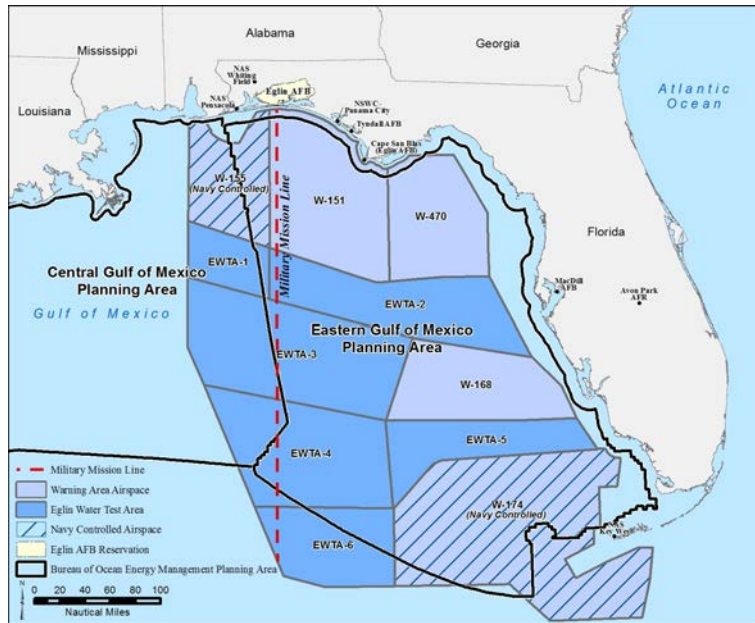 Mississippi
Alabama
Georgia
Louisiana
NAS
Whiting
Field
Eglin AFB
NAS
Pensacola
NSWC-
Panama City
Tyndall AFB
Cape San Blas
(Eglin AFB)
Atlantic
Ocean
W-155
(Navy Controlled)
W-151
W-470
Military Mission Line
Florida
EWTA-1
Central Gulf of Mexico
Planning Area
Gulf of Mexico
EWTA-2
MacDill
AFB
Avon Park
AFR
Eastern Gulf of Mexico
Planning Area
EWTA-3
W-168
EWTA-4
EWTA-5
W-174
(Navy Controlled)
NAS
Key West
EWTA-6
Military Mission Line
Warning Area Airspace
Eglin Water Test Area
Navy Controlled Airspace
Eglin AFB Reservation
Bureau of Ocean Energy Management Planning Area
N
0 20 40 60 80 100
Nautical Miles